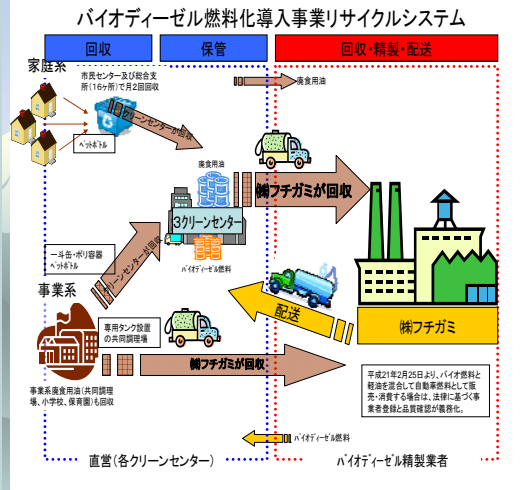 バイオディーゼル燃料化導入事業リサイクルシステム
回収
保管
回収・精製・配送
家庭系
市民センター及び総合支
所(16ヶ所)で月2回回収
廃食用油
クリーンセンターが回収
ペットボトル
廃食用油
㈱フチガミが回収
3クリーンセンター
一斗缶・ポリ容器
ペットボトル
クリーンセンターが回収
バイオディーゼル燃料
事業系
配送
㈱フチガミ
専用タンク設置
の共同調理場
㈱フチガミが回収
平成21年2月25日より、バイオ燃料と
軽油を混合して自動車燃料として販
売・消費する場合は、法律に基づく事
業者登録と品質確認が義務化。
事業系廃食用油(共同調理
場、小学校、保育園)も回収
バイオディーゼル燃料
直営(各クリーンセンター)
バイオディーゼル精製業者